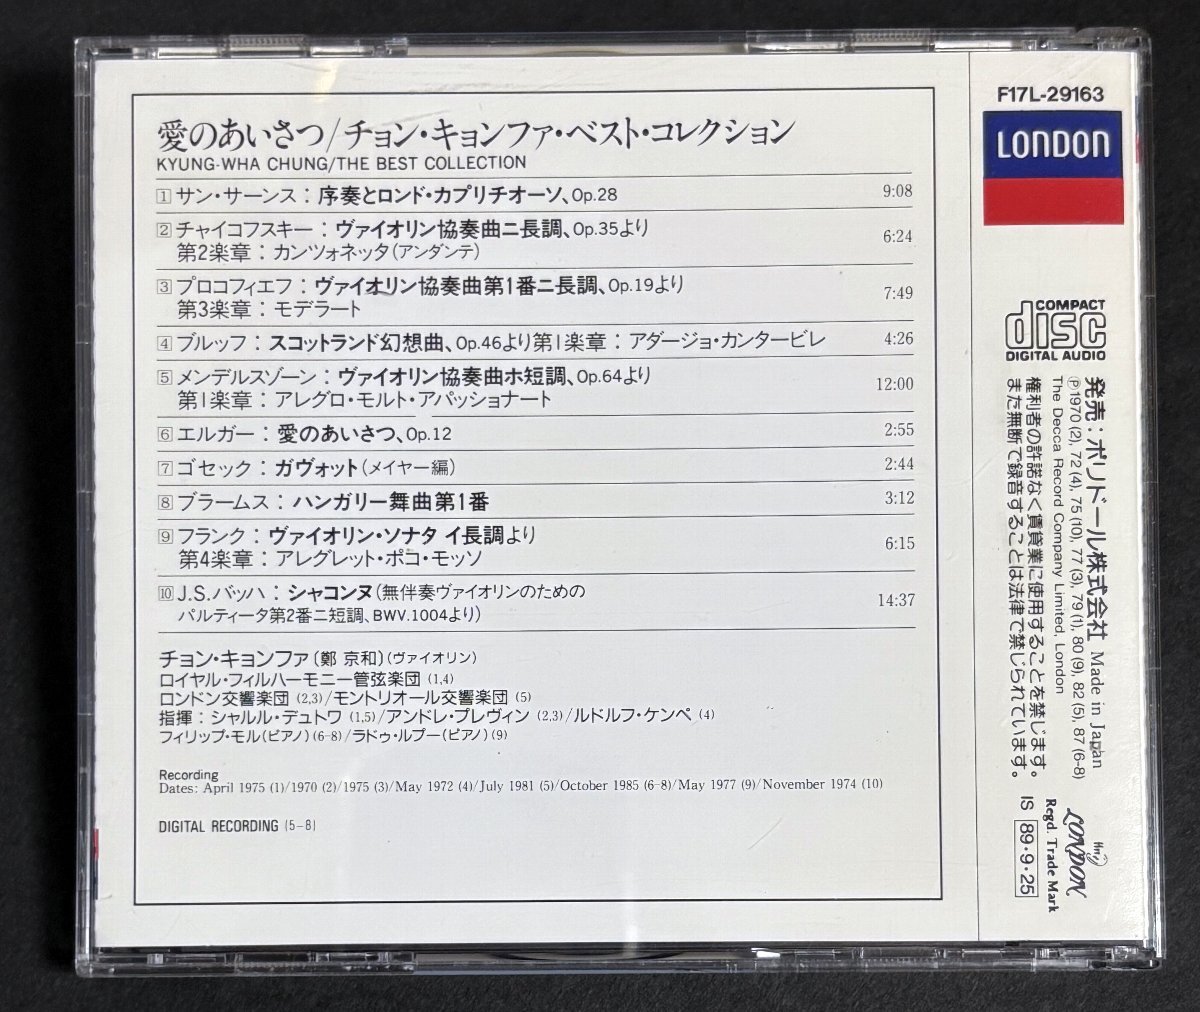 愛のあいさつ/チョン・キョンファ・ベスト・コレクション
KYUNG-WHA CHUNG/THE BEST COLLECTION
1 サン・サーンス：序奏とロンド・カプリチオーソ、Op.28 9:08
2 チャイコフスキー：ヴァイオリン協奏曲ニ長調、Op.35より
第2楽章：カンツォネッタ(アンダンテ) 6:24
3 プロコフィエフ：ヴァイオリン協奏曲第1番ニ長調、Op.19より
第3楽章：モデラート 7:49
4 ブルッフ：スコットランド幻想曲、Op.46より第1楽章：アダージョ・カンタービレ 4:26
5 メンデルスゾーン：ヴァイオリン協奏曲ホ短調、Op.64より
第1楽章：アレグロ・モルト・アパッショナート 12:00
6 エルガー：愛のあいさつ、Op.12 2:55
7 ゴセック：ガヴォット(メイヤー編) 2:44
8 ブラームス：ハンガリー舞曲第1番 3:12
9 フランク：ヴァイオリン・ソナタ イ長調より
第4楽章：アレグレット・ポコ・モッソ 6:15
10 J.S.バッハ：シャコンヌ(無伴奏ヴァイオリンのための
パルティータ第2番ニ短調、BWV.1004より) 14:37
チョン・キョンファ〔鄭 京和〕(ヴァイオリン)
ロイヤル・フィルハーモニー管弦楽団 (1,4)
ロンドン交響楽団 (2,3)/モントリオール交響楽団 (5)
指揮：シャルル・デュトワ (1,5)/アンドレ・プレヴィン (2,3)/ルドルフ・ケンペ (4)
フィリップ・モル(ピアノ) (6-8)/ラドゥ・ルプー(ピアノ) (9)
Recording
Dates: April 1975 (1)/1970 (2)/1975 (3)/May 1972 (4)/July 1981 (5)/October 1985 (6-8)/May 1977 (9)/November 1974 (10)
DIGITAL RECORDING (5-8)
F17L-29163
LONDON
COMPACT
disc
DIGITAL AUDIO
発売：ポリドール株式会社 Made in Japan
℗1970 (2), 72 (4), 75 (10), 77 (3), 79 (1), 80 (9), 82 (5), 87 (6-8)
The Decca Record Company Limited, London
権利者の許諾なく賃貸業に使用することを禁じます。
また無断で録音することは法律で禁じられています。
LONDON
Regd. Trade Mark
IS 89・9・25